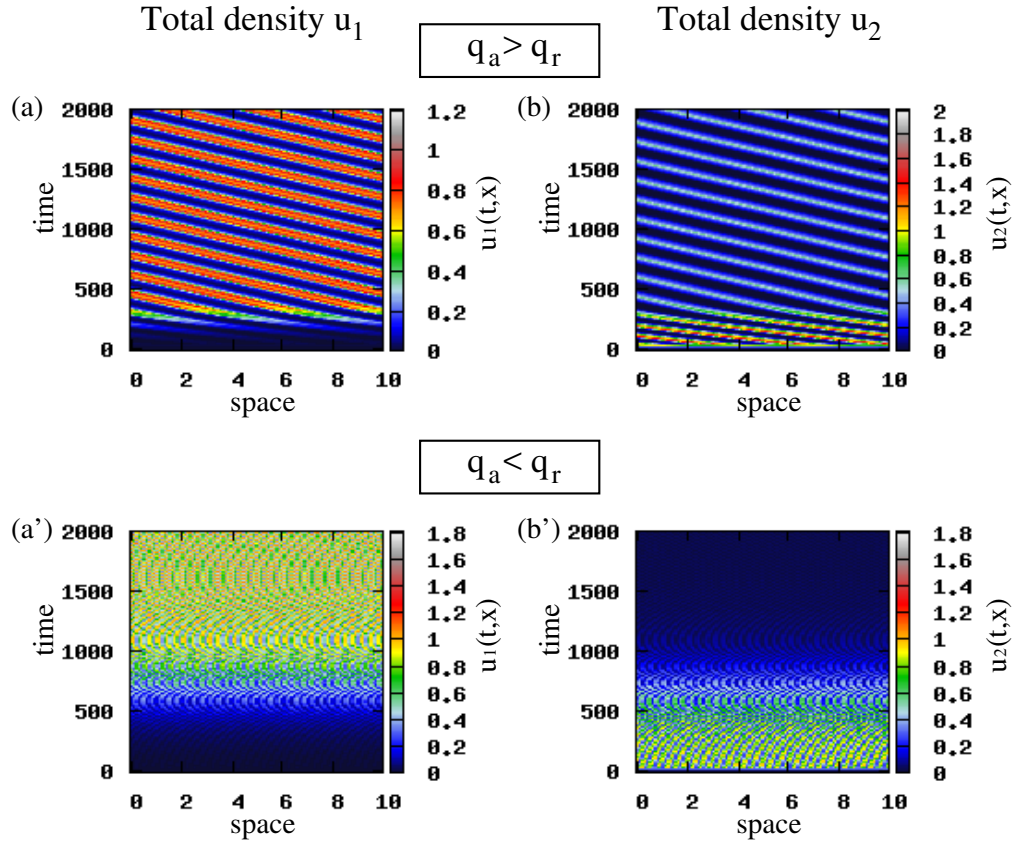 Total density u1 Total density u2
qa > qr
(a) (b)
2000 1.2 2000 2
1.8
1 1.6
1500 1500
0.8 1.4
1.2
time 1000 0.6 u1(t,x) time 1000 1 u2(t,x)
0.8
0.4 0.6
500 500
0.2 0.4
0.2
0 0 0 0
0 2 4 6 8 10 0 2 4 6 8 10
space space
qa < qr
(a') (b')
2000 1.8 2000 1.8
1.6 1.6
1500 1.4 1500 1.4
1.2 1.2
time 1000 1 u1(t,x) time 1000 1 u2(t,x)
0.8 0.8
0.6 0.6
500 0.4 500 0.4
0.2 0.2
0 0 0 0
0 2 4 6 8 10 0 2 4 6 8 10
space space